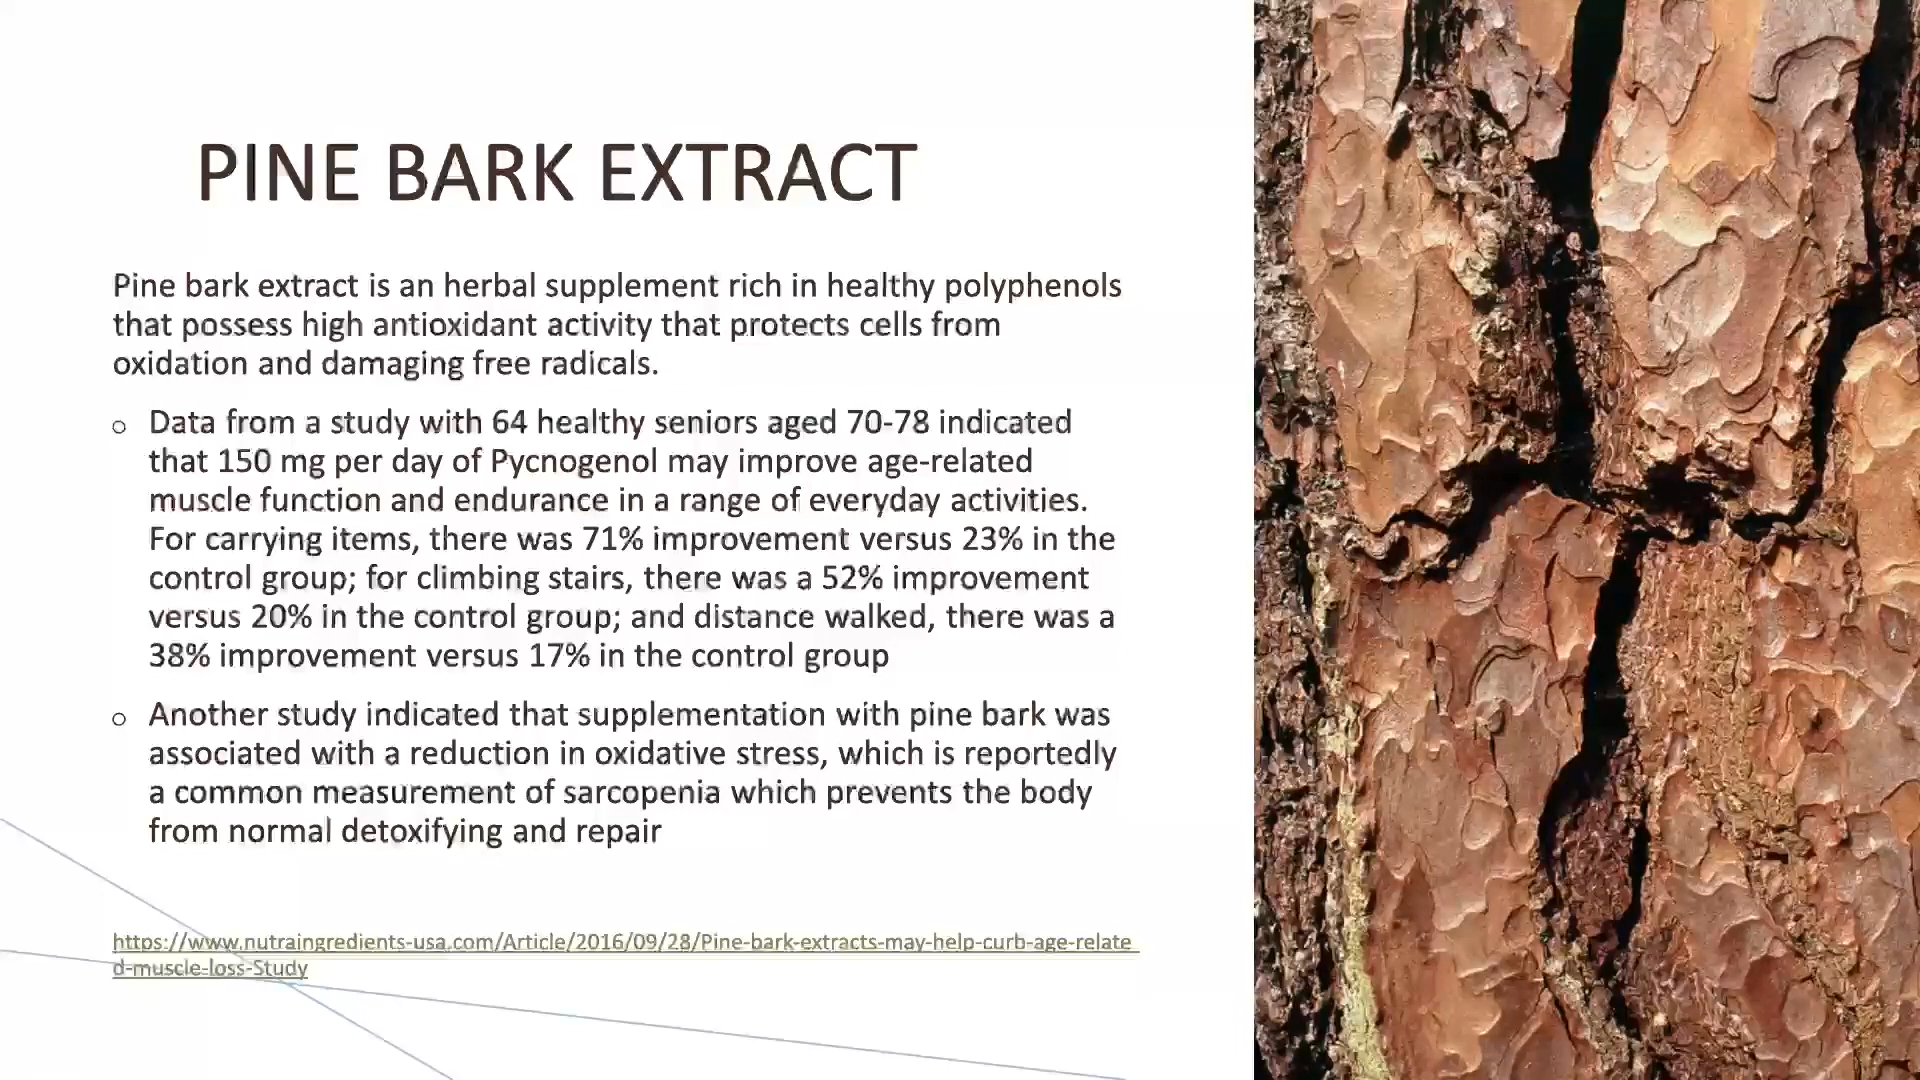 PINE BARK EXTRACT
Pine bark extract is an herbal supplement rich in healthy polyphenols
that possess high antioxidant activity that protects cells from
oxidation and damaging free radicals.
o Data from a study with 64 healthy seniors aged 70-78 indicated
that 150 mg per day of Pycnogenol may improve age-related
muscle function and endurance in a range of everyday activities.
For carrying items, there was 71% improvement versus 23% in the
control group; for climbing stairs, there was a 52% improvement
versus 20% in the control group; and distance walked, there was a
38% improvement versus 17% in the control group
o Another study indicated that supplementation with pine bark was
associated with a reduction in oxidative stress, which is reportedly
a common measurement of sarcopenia which prevents the body
from normal detoxifying and repair
https://www.nutraingredients-usa.com/Article/2016/09/28/Pine-bark-extracts-may-help-curb-age-relate
d-muscle-loss-Study